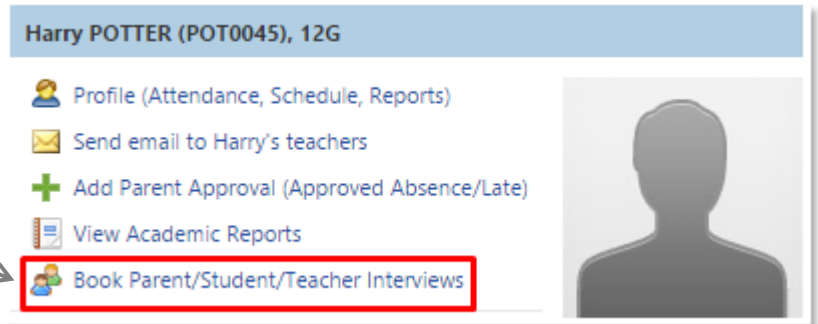 Harry POTTER (POT0045), 12G
Profile (Attendance, Schedule, Reports)
Send email to Harry's teachers
Add Parent Approval (Approved Absence/Late)
View Academic Reports
Book Parent/Student/Teacher Interviews